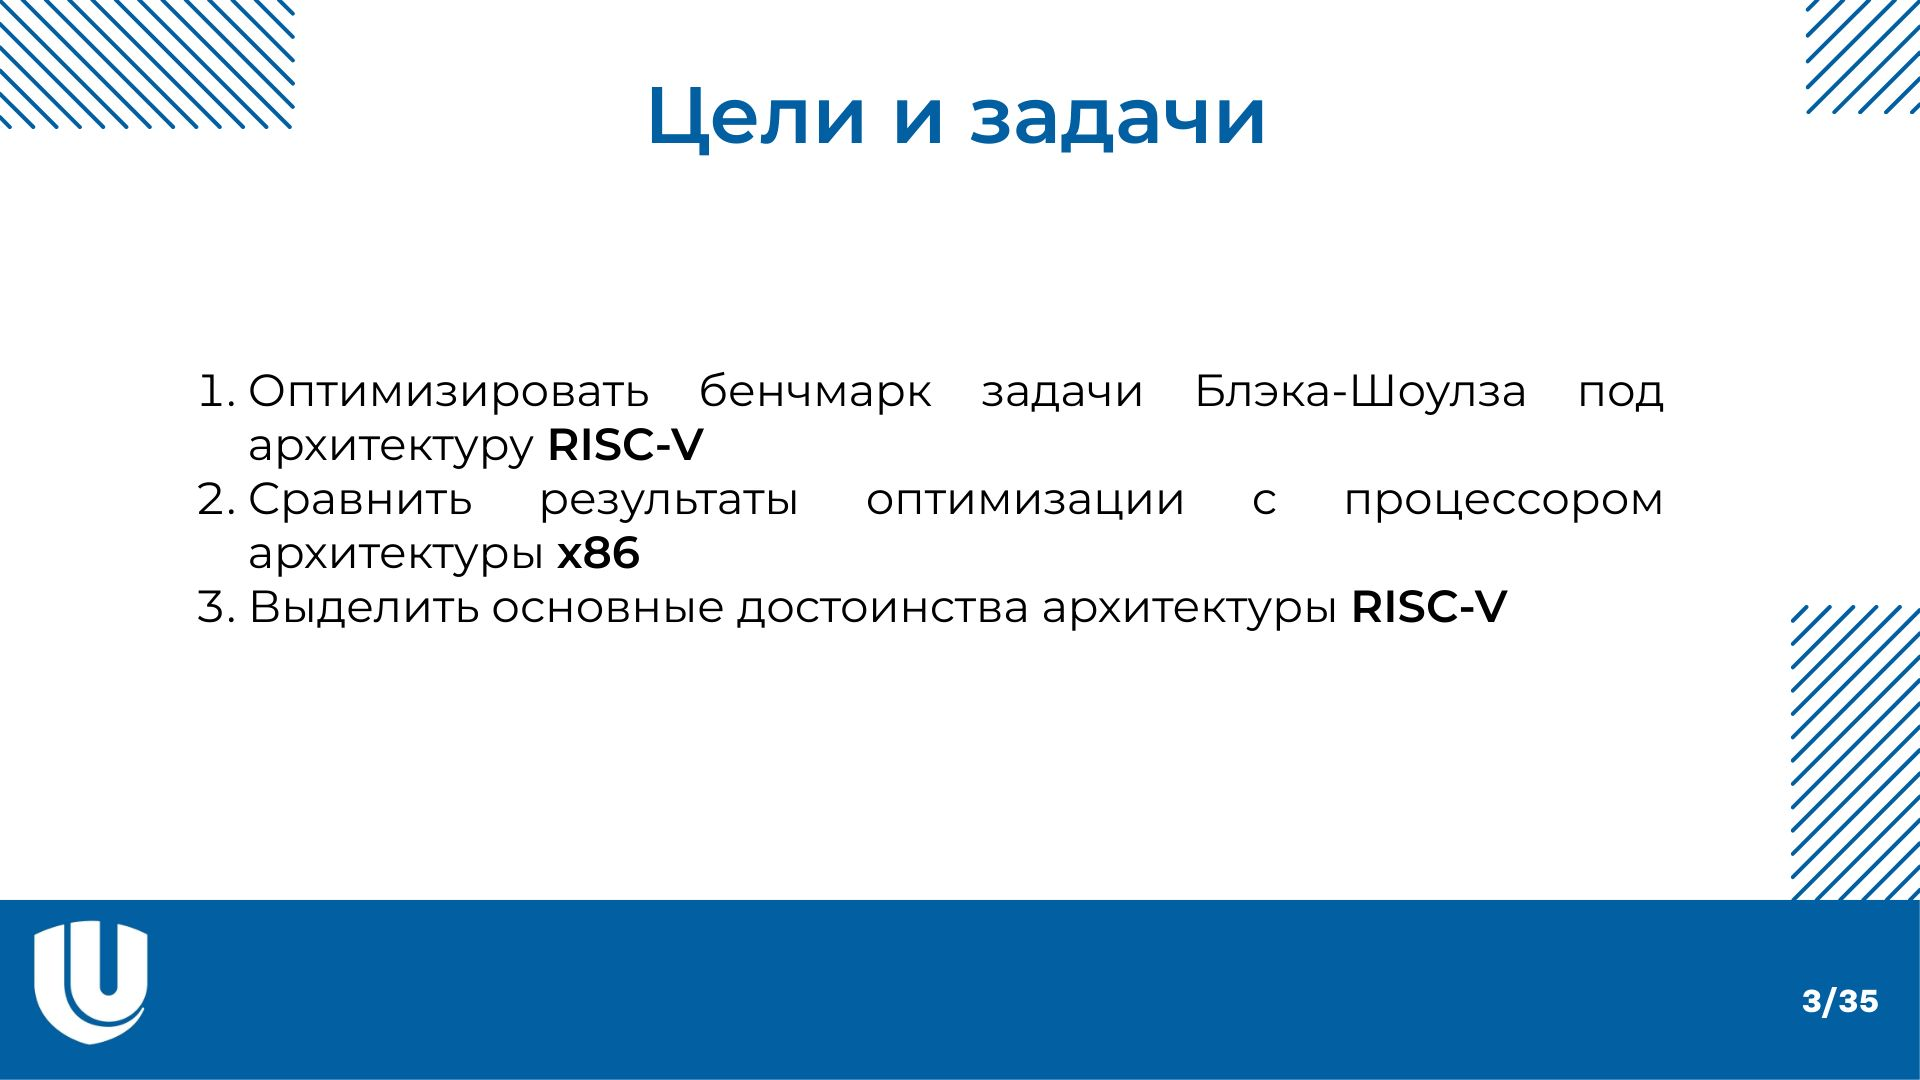 Цели и задачи
1. Оптимизировать бенчмарк задачи Блэка-Шоулза под
архитектуру RISC-V
2. Сравнить результаты оптимизации с процессором
архитектуры x86
3. Выделить основные достоинства архитектуры RISC-V
3/35